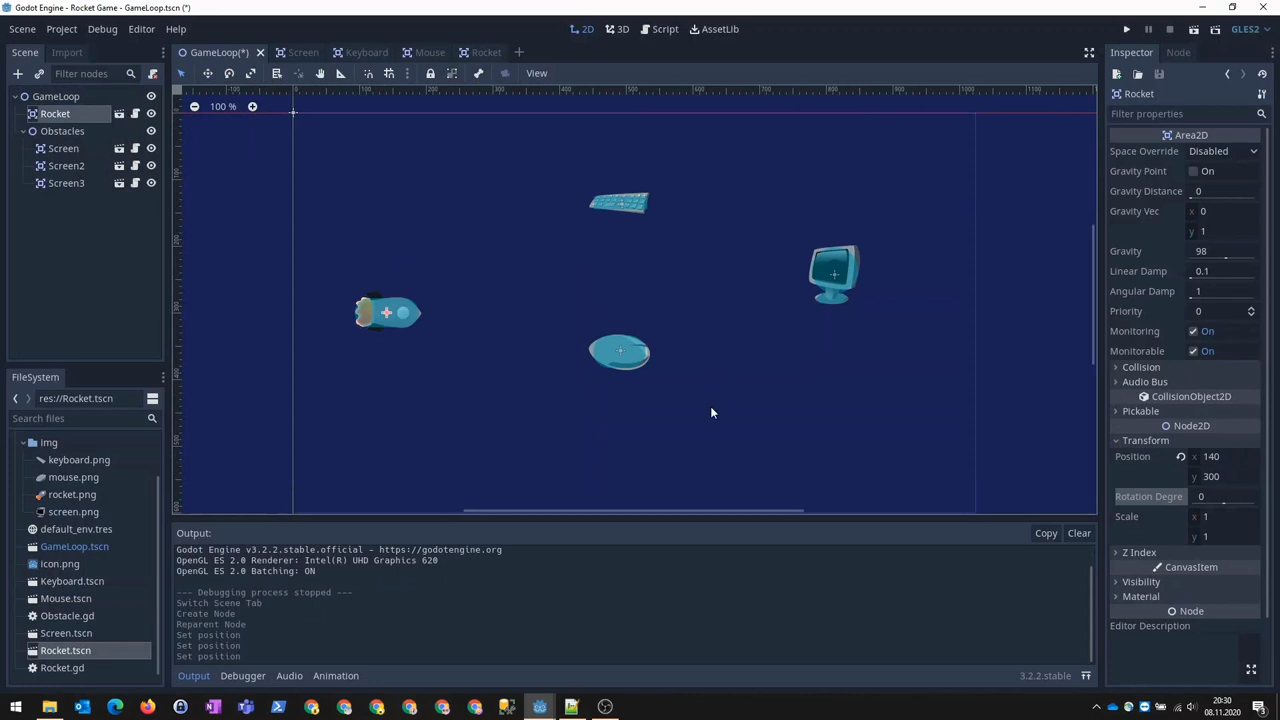 Godot Engine - Rocket Game - GameLoop.tscn (*)
Scene Project Debug Editor Help
2D 3D Script AssetLib
GLES2
Scene Import
Filter nodes
GameLoop
Rocket
Obstacles
Screen
Screen2
Screen3
FileSystem
res://Rocket.tscn
Search files
Img
keyboard.png
mouse.png
rocket.png
screen.png
default_env.tres
GameLoop.tscn
icon.png
Keyboard.tscn
Mouse.tscn
Obstacle.gd
Screen.tscn
Rocket.tscn
Rocket.gd
GameLoop(*) Screen Keyboard Mouse Rocket
View
100 %
Output:
Copy Clear
Godot Engine v3.2.2.stable.official - https://godotengine.org
OpenGL ES 2.0 Renderer: Intel(R) UHD Graphics 620
OpenGL ES 2.0 Batching: ON
--- Debugging process stopped ---
Switch Scene Tab
Create Node
Reparent Node
Set position
Set position
Set position
Output Debugger Audio Animation
3.2.2.stable
Inspector Node
Rocket
Filter properties
Area2D
Space Override Disabled
Gravity Point On
Gravity Distance 0
Gravity Vec x 0
y 1
Gravity 98
Linear Damp 0.1
Angular Damp 1
Priority 0
Monitoring On
Monitorable On
Collision
Audio Bus
CollisionObject2D
Pickable
Node2D
Transform
Position x 140
y 300
Rotation Degre 0
Scale x 1
y 1
Z Index
CanvasItem
Visibility
Material
Node
Editor Description
20:30
08.11.2020